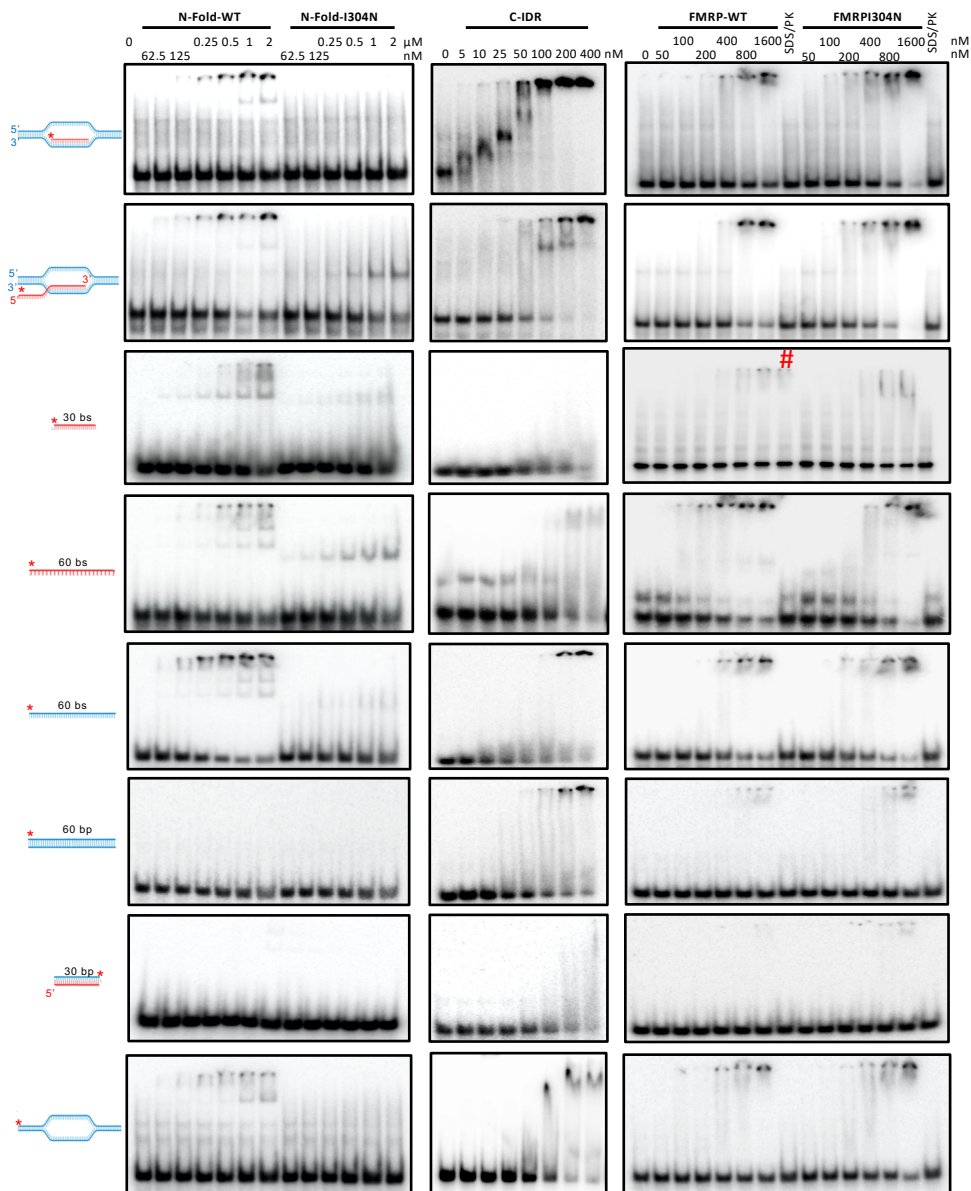 N-Fold-WT N-Fold-I304N C-IDR FMRP-WT SDS/PK FMRPI304N SDS/PK
0 0.25 0.5 1 2 0.25 0.5 1 2 μM 0 5 10 25 50 100 200 400 nM 100 400 1600 100 400 1600 nM
62.5 125 62.5 125 nM 0 50 200 800 50 200 800
5'
*
3'
5'
3' 3'
*
5'
#
* 30 bs
* 60 bs
* 60 bs
* 60 bp
30 bp *
5'
*